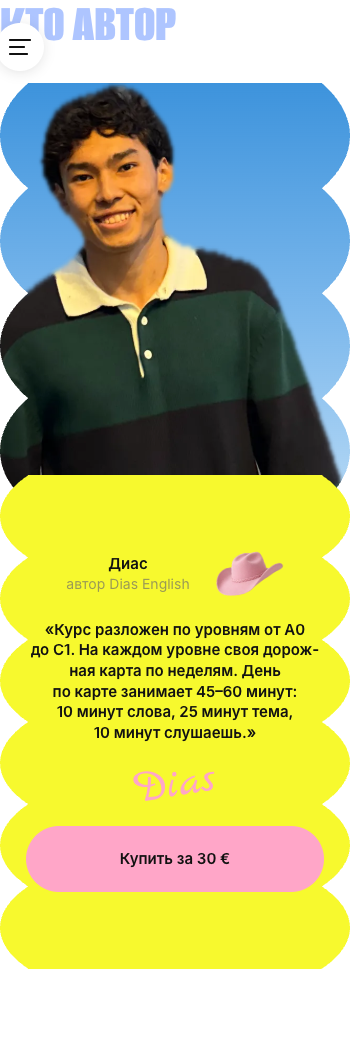 КТО АВТОР
Диас
автор Dias English
«Курс разложен по уровням от A0
до C1. На каждом уровне своя дорож-
ная карта по неделям. День
по карте занимает 45–60 минут:
10 минут слова, 25 минут тема,
10 минут слушаешь.»
Dias
Купить за 30 €